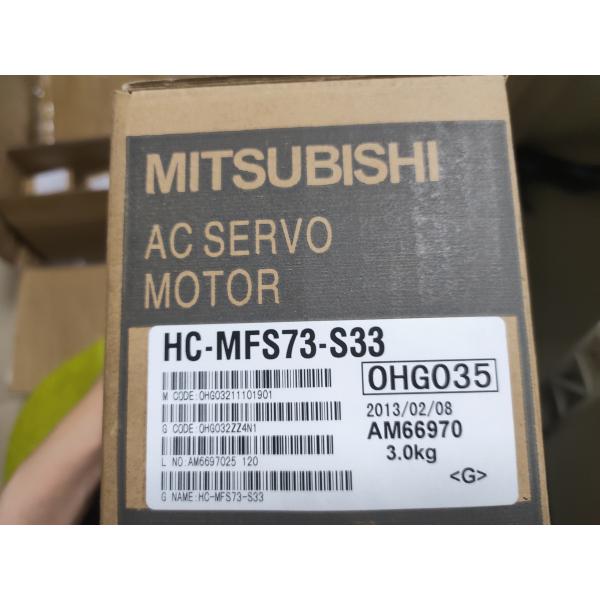 MITSUBISHI
AC SERVO
MOTOR
HC-MFS73-S33
OHG035
M CODE:OHG03211101901
2013/02/08
G CODE:OHG032ZZ4N1
AM66970
3.0kg
L NO:AM6697025 120
<G>
G NAME:HC-MFS73-S33